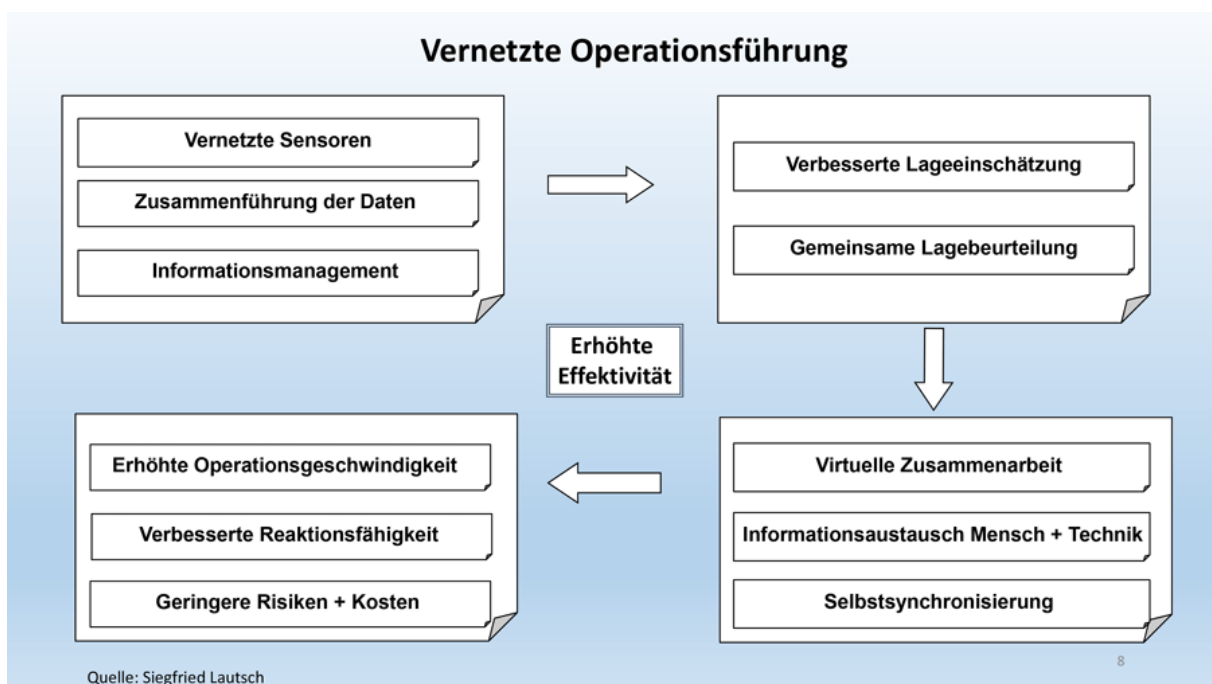 Vernetzte Operationsführung
Vernetzte Sensoren
Zusammenführung der Daten
Informationsmanagement
Verbesserte Lageeinschätzung
Gemeinsame Lagebeurteilung
Erhöhte
Effektivität
Virtuelle Zusammenarbeit
Informationsaustausch Mensch + Technik
Selbstsynchronisierung
Erhöhte Operationsgeschwindigkeit
Verbesserte Reaktionsfähigkeit
Geringere Risiken + Kosten
Quelle: Siegfried Lautsch
8